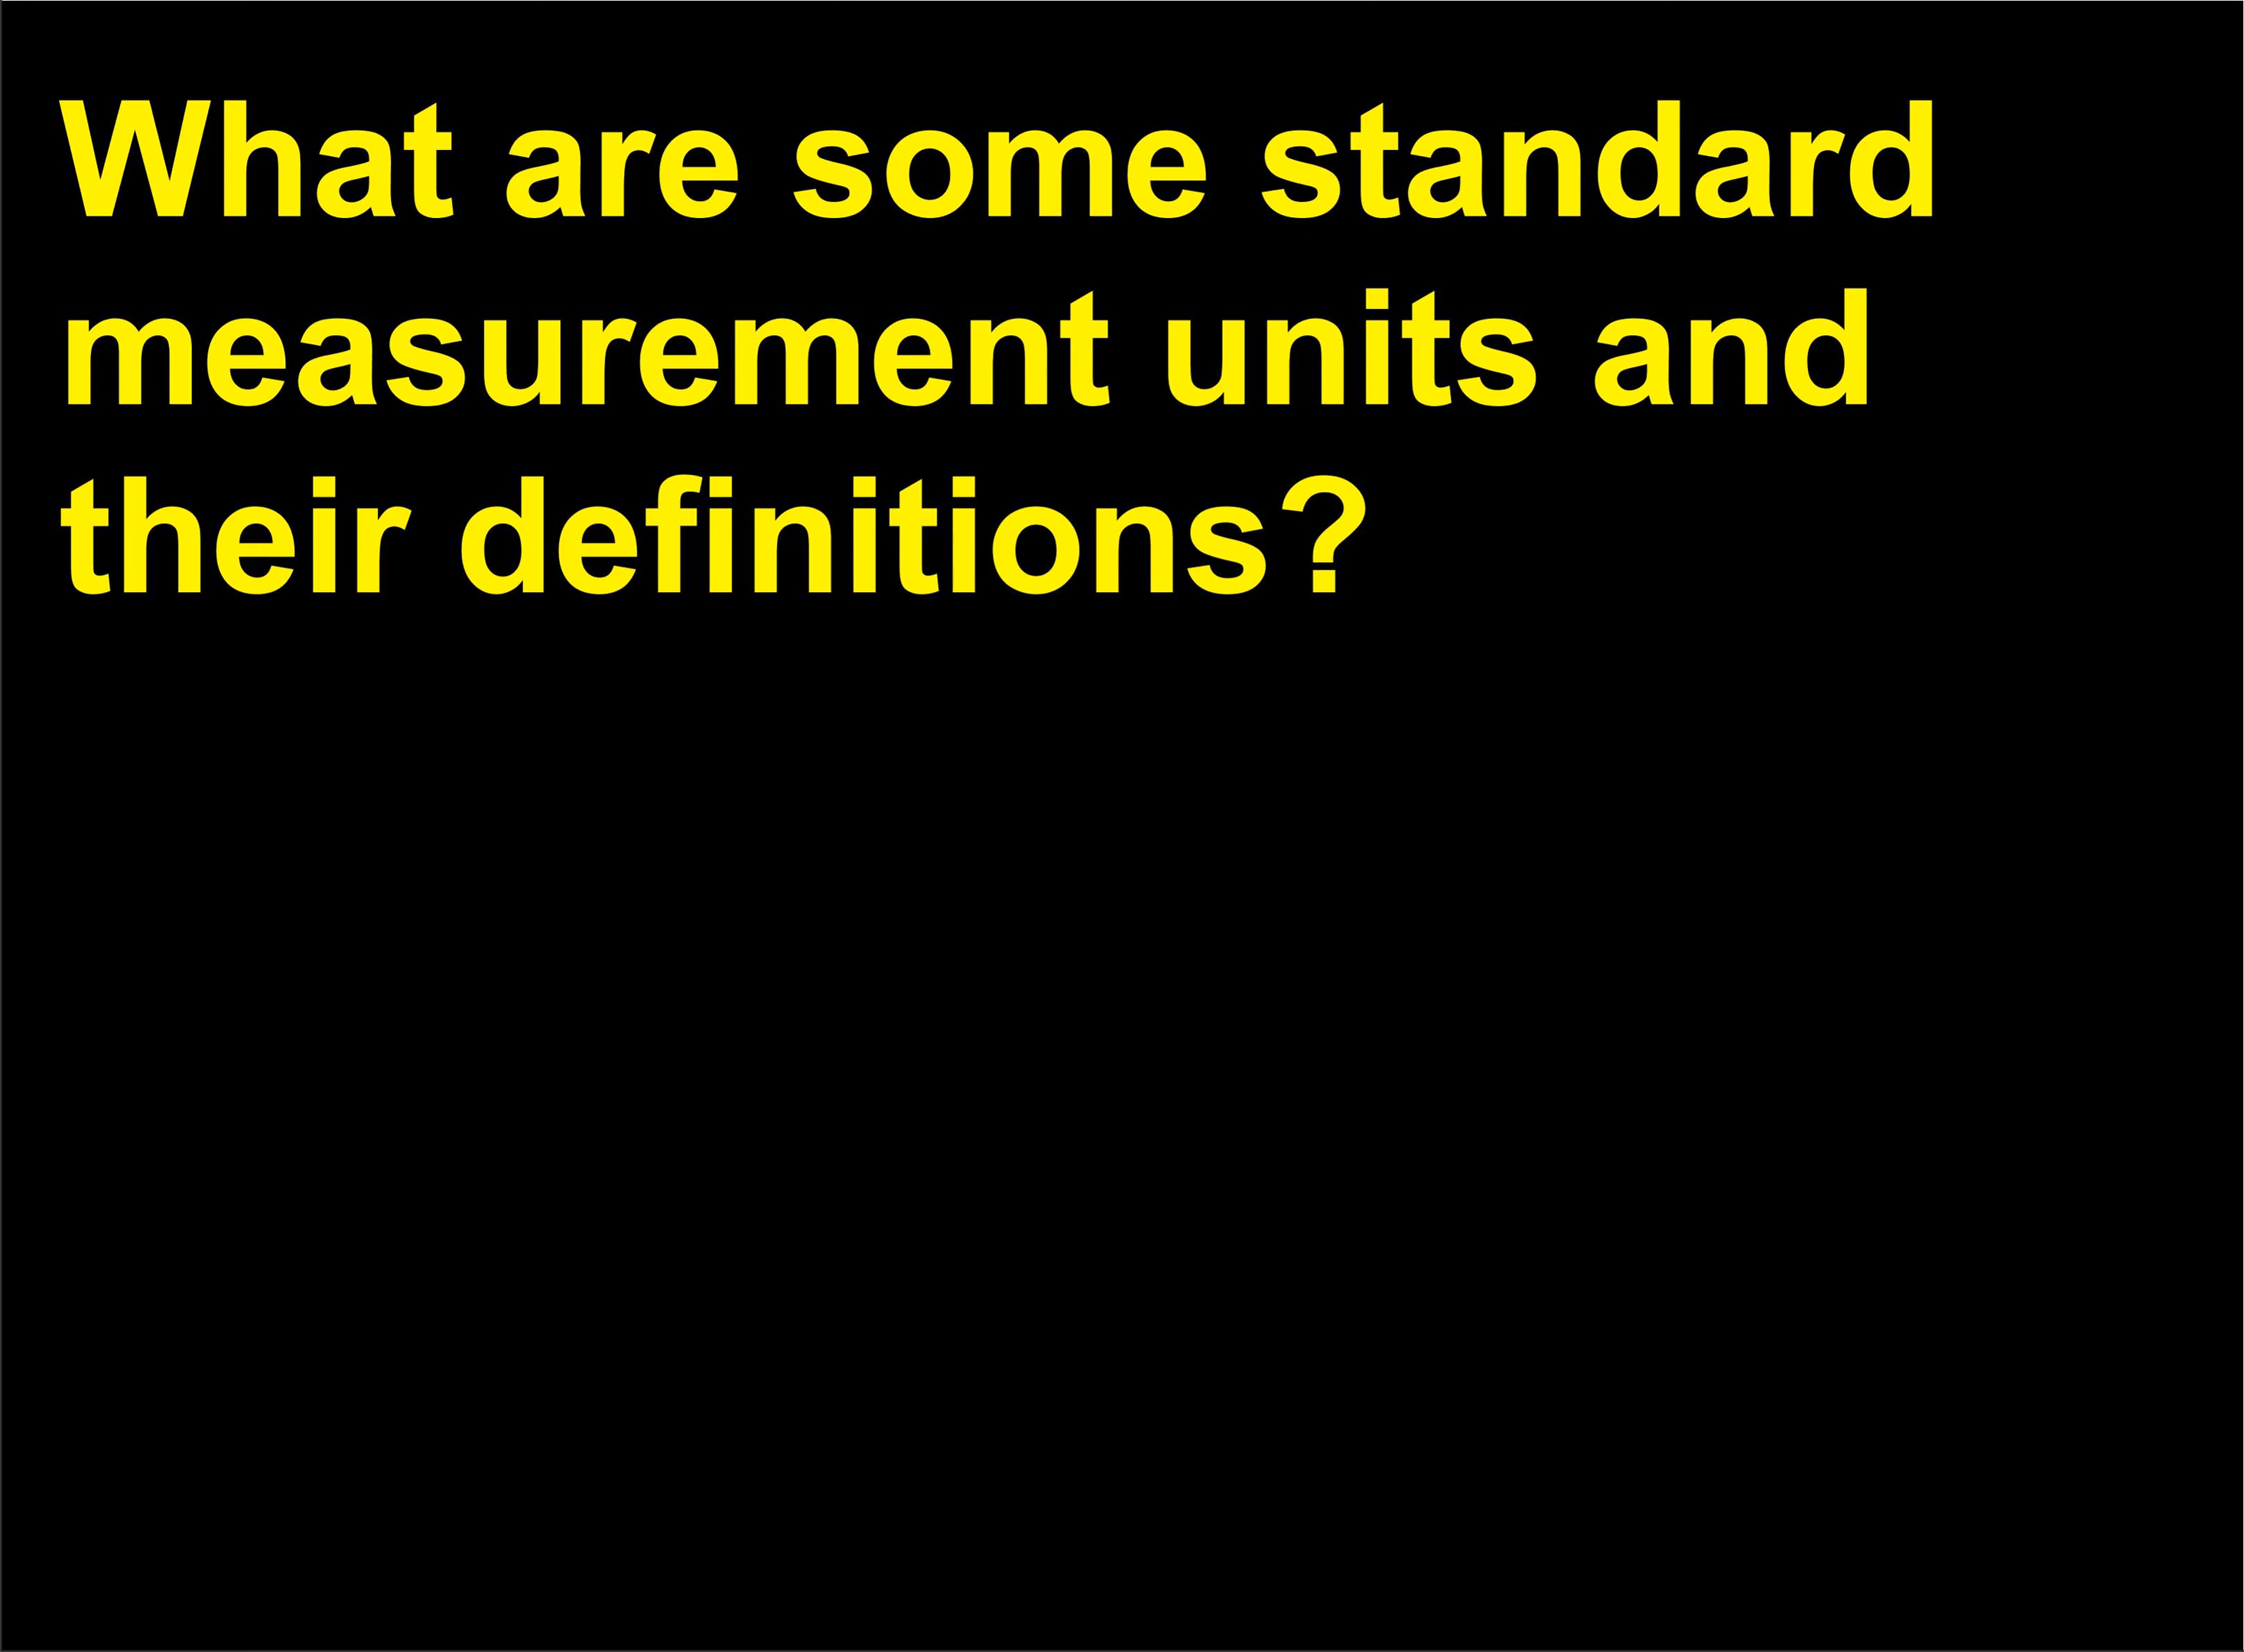 What are some standard
measurement units and
their definitions?